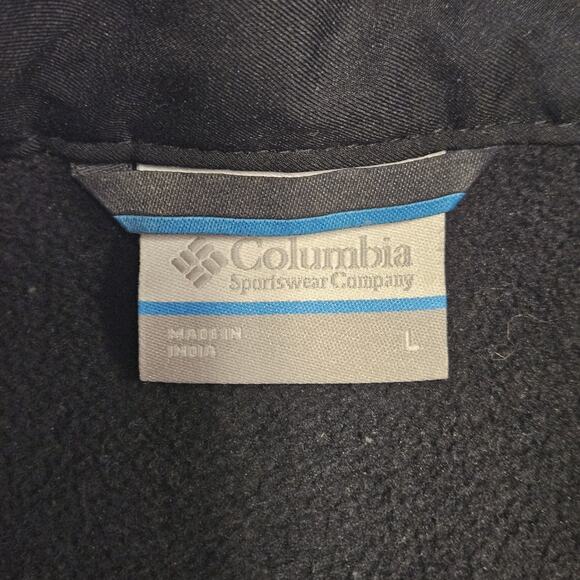 Columbia
Sportswear Company
MADE IN
INDIA
L